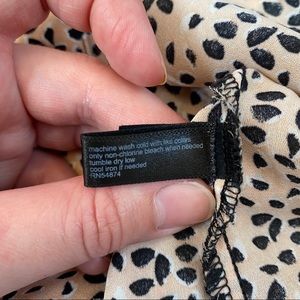 machine wash cold with like colors
only non-chlorine bleach when needed
tumble dry low
cool iron if needed
RN54874